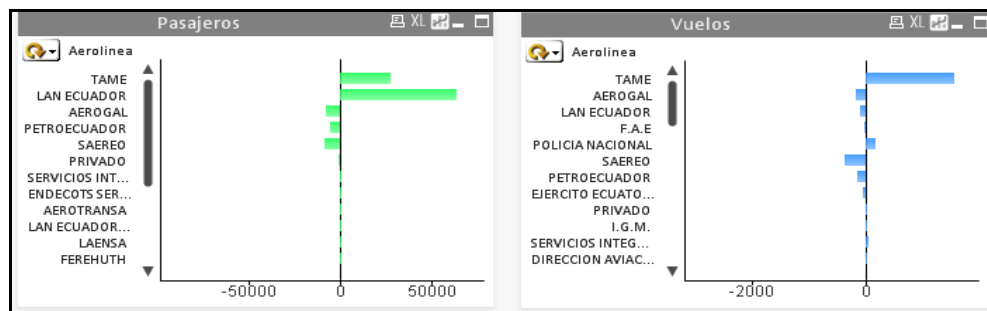 Pasajeros
XL
Aerolinea
TAME
LAN ECUADOR
AEROGAL
PETROECUADOR
SAEREO
PRIVADO
SERVICIOS INT...
ENDECOTS SER...
AEROTRANSA
LAN ECUADOR...
LAENSA
FEREHUTH
-50000 0 50000
Vuelos
XL
Aerolinea
TAME
AEROGAL
LAN ECUADOR
F.A.E
POLICIA NACIONAL
SAEREO
PETROECUADOR
EJERCITO ECUATO...
PRIVADO
I.G.M.
SERVICIOS INTEG...
DIRECCION AVIAC...
-2000 0